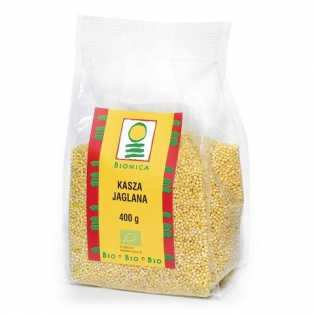 BIONICA
KASZA
JAGLANA
400 g
BIO • BIO • BIO